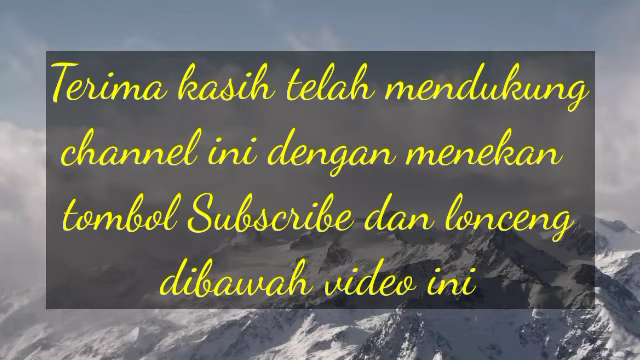 Terima kasih telah mendukung
channel ini dengan menekan
tombol Subscribe dan lonceng
dibawah video ini